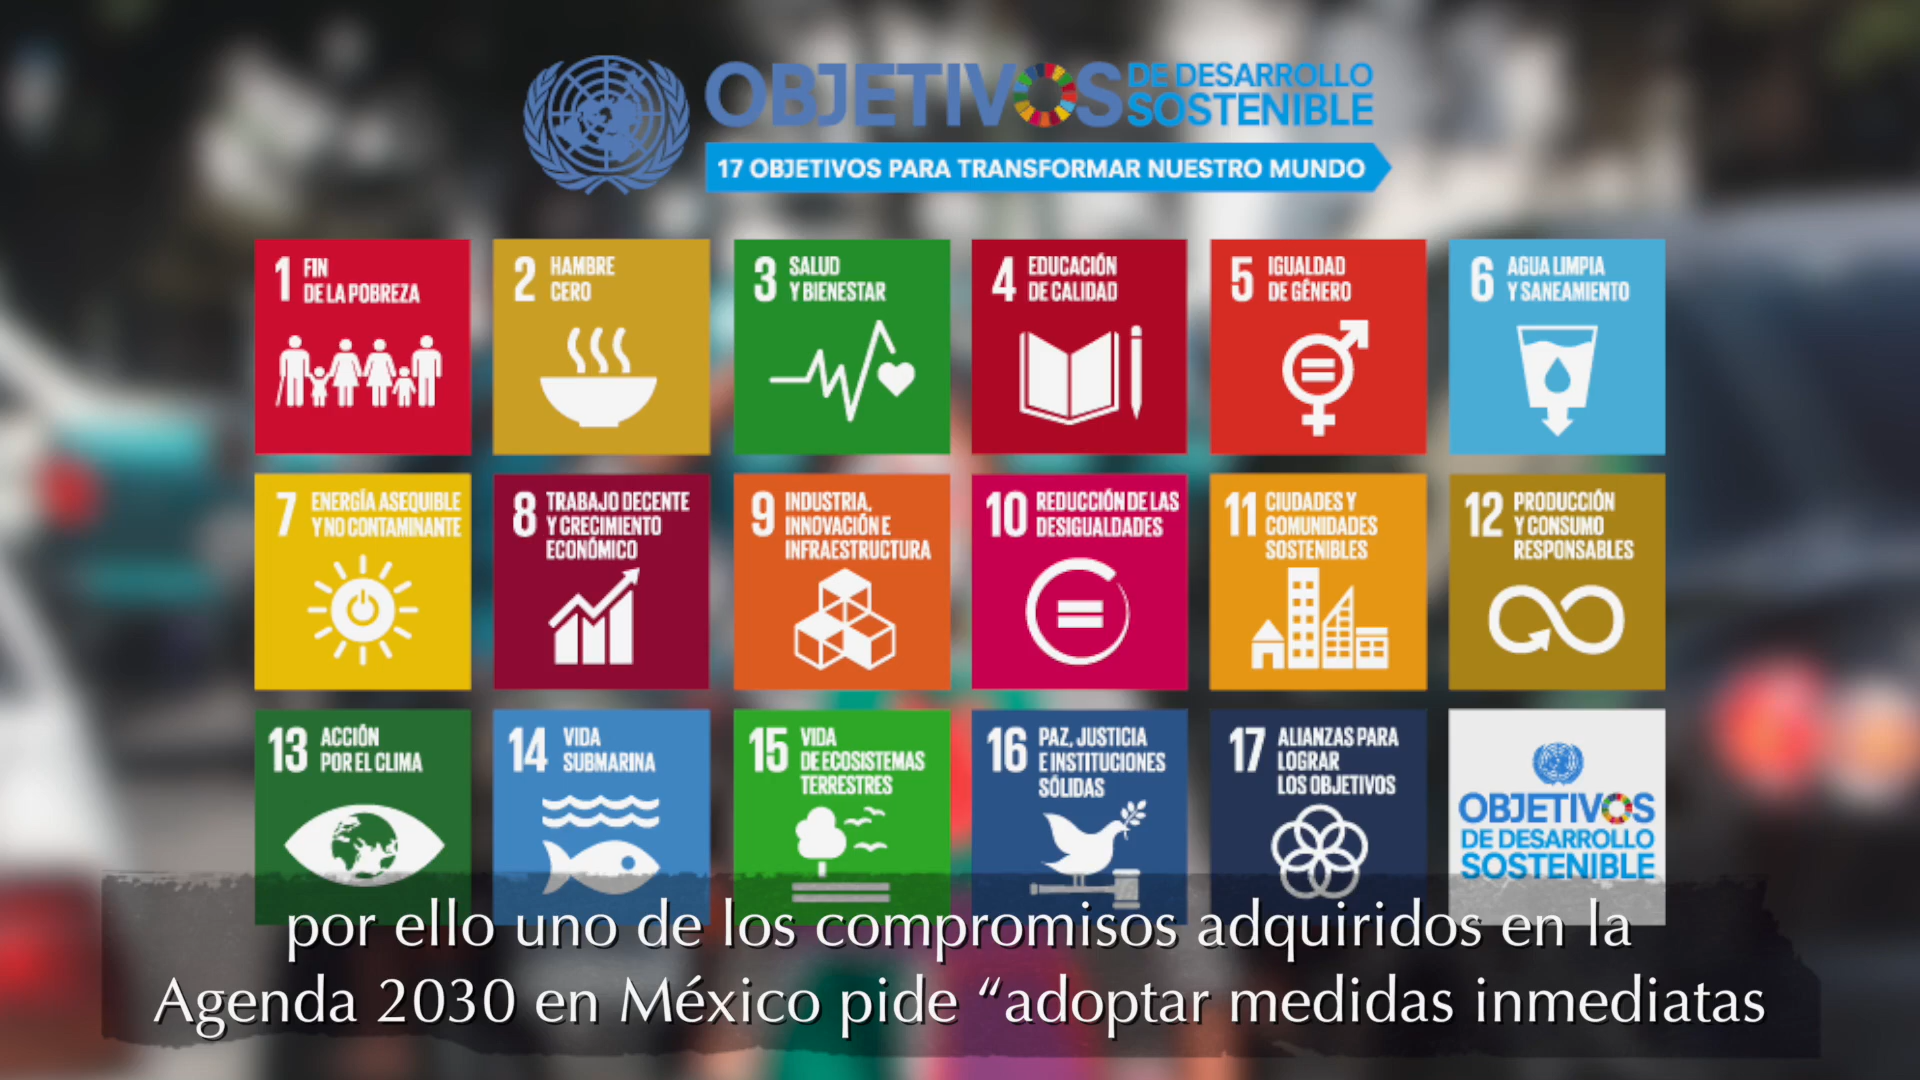 OBJETIVOS
DE DESARROLLO
SOSTENIBLE
17 OBJETIVOS PARA TRANSFORMAR NUESTRO MUNDO
1 FIN
DE LA POBREZA
2 HAMBRE
CERO
3 SALUD
Y BIENESTAR
4 EDUCACIÓN
DE CALIDAD
5 IGUALDAD
DE GÉNERO
6 AGUA LIMPIA
Y SANEAMIENTO
7 ENERGÍA ASEQUIBLE
Y NO CONTAMINANTE
8 TRABAJO DECENTE
Y CRECIMIENTO
ECONÓMICO
9 INDUSTRIA,
INNOVACIÓN E
INFRAESTRUCTURA
10 REDUCCIÓN DE LAS
DESIGUALDADES
11 CIUDADES Y
COMUNIDADES
SOSTENIBLES
12 PRODUCCIÓN
Y CONSUMO
RESPONSABLES
13 ACCIÓN
POR EL CLIMA
14 VIDA
SUBMARINA
15 VIDA
DE ECOSISTEMAS
TERRESTRES
16 PAZ, JUSTICIA
E INSTITUCIONES
SÓLIDAS
17 ALIANZAS PARA
LOGRAR
LOS OBJETIVOS
OBJETIVOS
DE DESARROLLO
SOSTENIBLE
por ello uno de los compromisos adquiridos en la
Agenda 2030 en México pide “adoptar medidas inmediatas